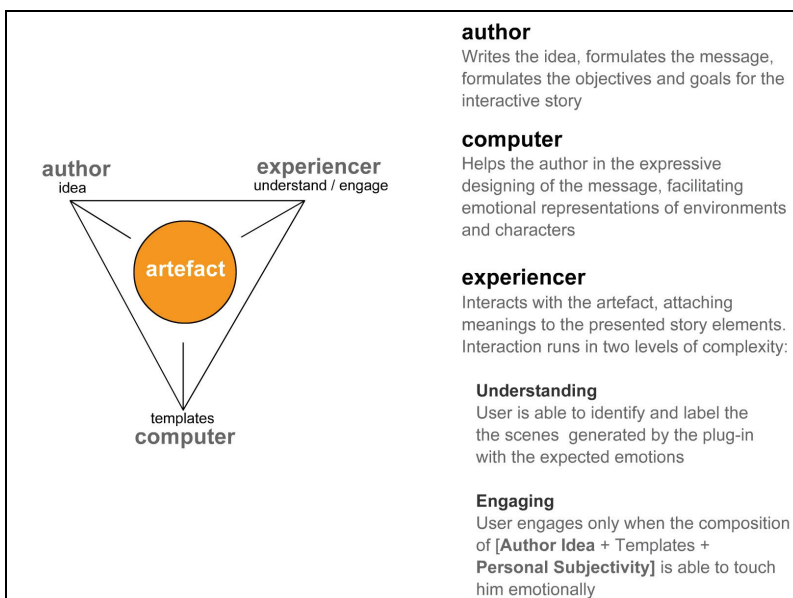 author
idea
experiencer
understand / engage
artefact
templates
computer
author
Writes the idea, formulates the message,
formulates the objectives and goals for the
interactive story
computer
Helps the author in the expressive
designing of the message, facilitating
emotional representations of environments
and characters
experiencer
Interacts with the artefact, attaching
meanings to the presented story elements.
Interaction runs in two levels of complexity:
Understanding
User is able to identify and label the
the scenes generated by the plug-in
with the expected emotions
Engaging
User engages only when the composition
of [Author Idea + Templates +
Personal Subjectivity] is able to touch
him emotionally